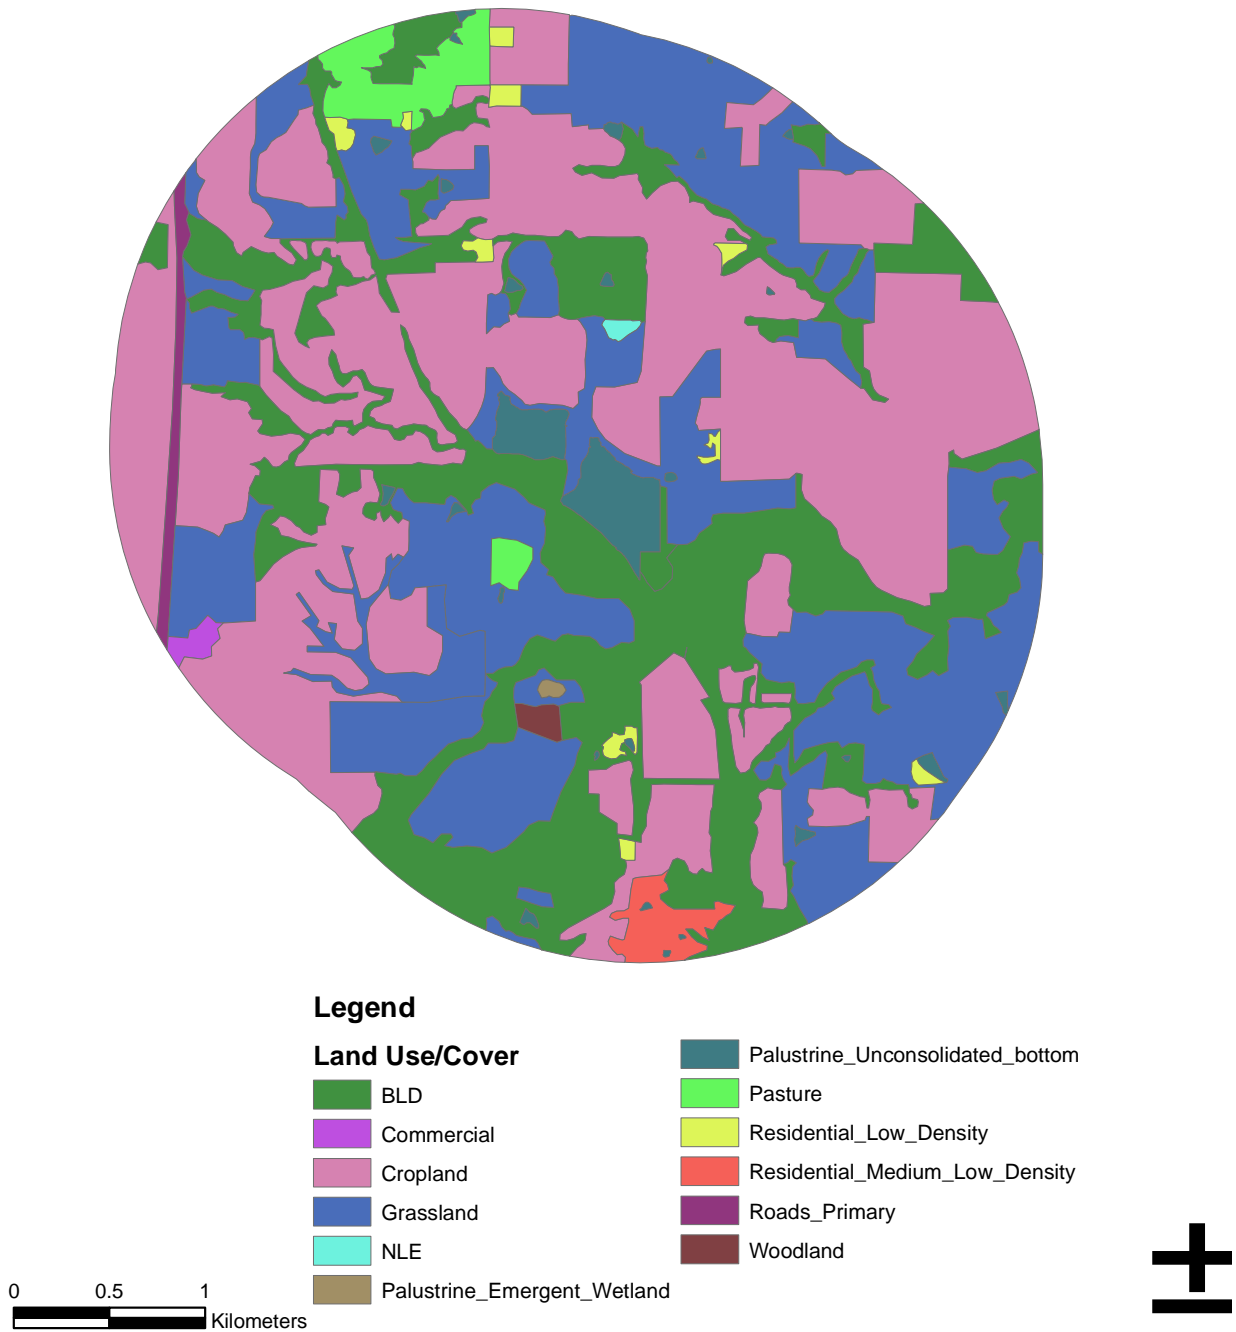 Legend
Land Use/Cover
BLD
Commercial
Cropland
Grassland
NLE
Palustrine_Emergent_Wetland
Palustrine_Unconsolidated_bottom
Pasture
Residential_Low_Density
Residential_Medium_Low_Density
Roads_Primary
Woodland
0 0.5 1
Kilometers